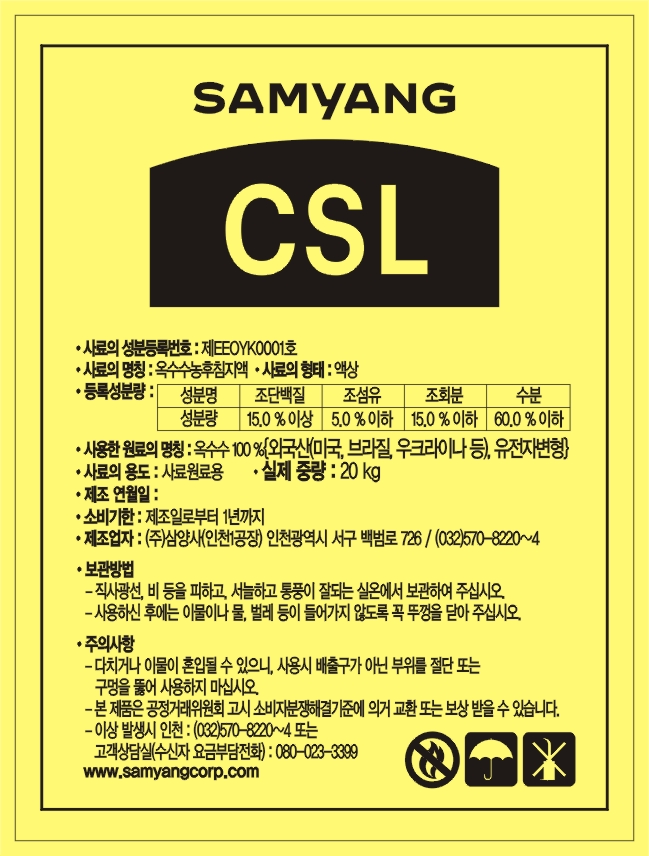 SAMYANG
CSL
• 사료의 성분등록번호 : 제EEOYK0001호
• 사료의 명칭 : 옥수수농후침지액 • 사료의 형태 : 액상
• 등록성분량 :
성분명 조단백질 조섬유 조회분 수분
성분량 15.0 % 이상 5.0 % 이하 15.0 % 이하 60.0 % 이하
• 사용한 원료의 명칭 : 옥수수 100 %{외국산(미국, 브라질, 우크라이나 등), 유전자변형}
• 사료의 용도 : 사료원료용 • 실제 중량 : 20 kg
• 제조 연월일 :
• 소비기한 : 제조일로부터 1년까지
• 제조업자 : (주)삼양사(인천1공장) 인천광역시 서구 백범로 726 / (032)570-8220~4
• 보관방법
– 직사광선, 비 등을 피하고, 서늘하고 통풍이 잘되는 실온에서 보관하여 주십시오.
– 사용하신 후에는 이물이나 물, 벌레 등이 들어가지 않도록 꼭 뚜껑을 닫아 주십시오.
• 주의사항
– 다치거나 이물이 혼입될 수 있으니, 사용시 배출구가 아닌 부위를 절단 또는
구멍을 뚫어 사용하지 마십시오.
– 본 제품은 공정거래위원회 고시 소비자분쟁해결기준에 의거 교환 또는 보상 받을 수 있습니다.
– 이상 발생시 인천 : (032)570-8220~4 또는
고객상담실(수신자 요금부담전화) : 080-023-3399
www.samyangcorp.com